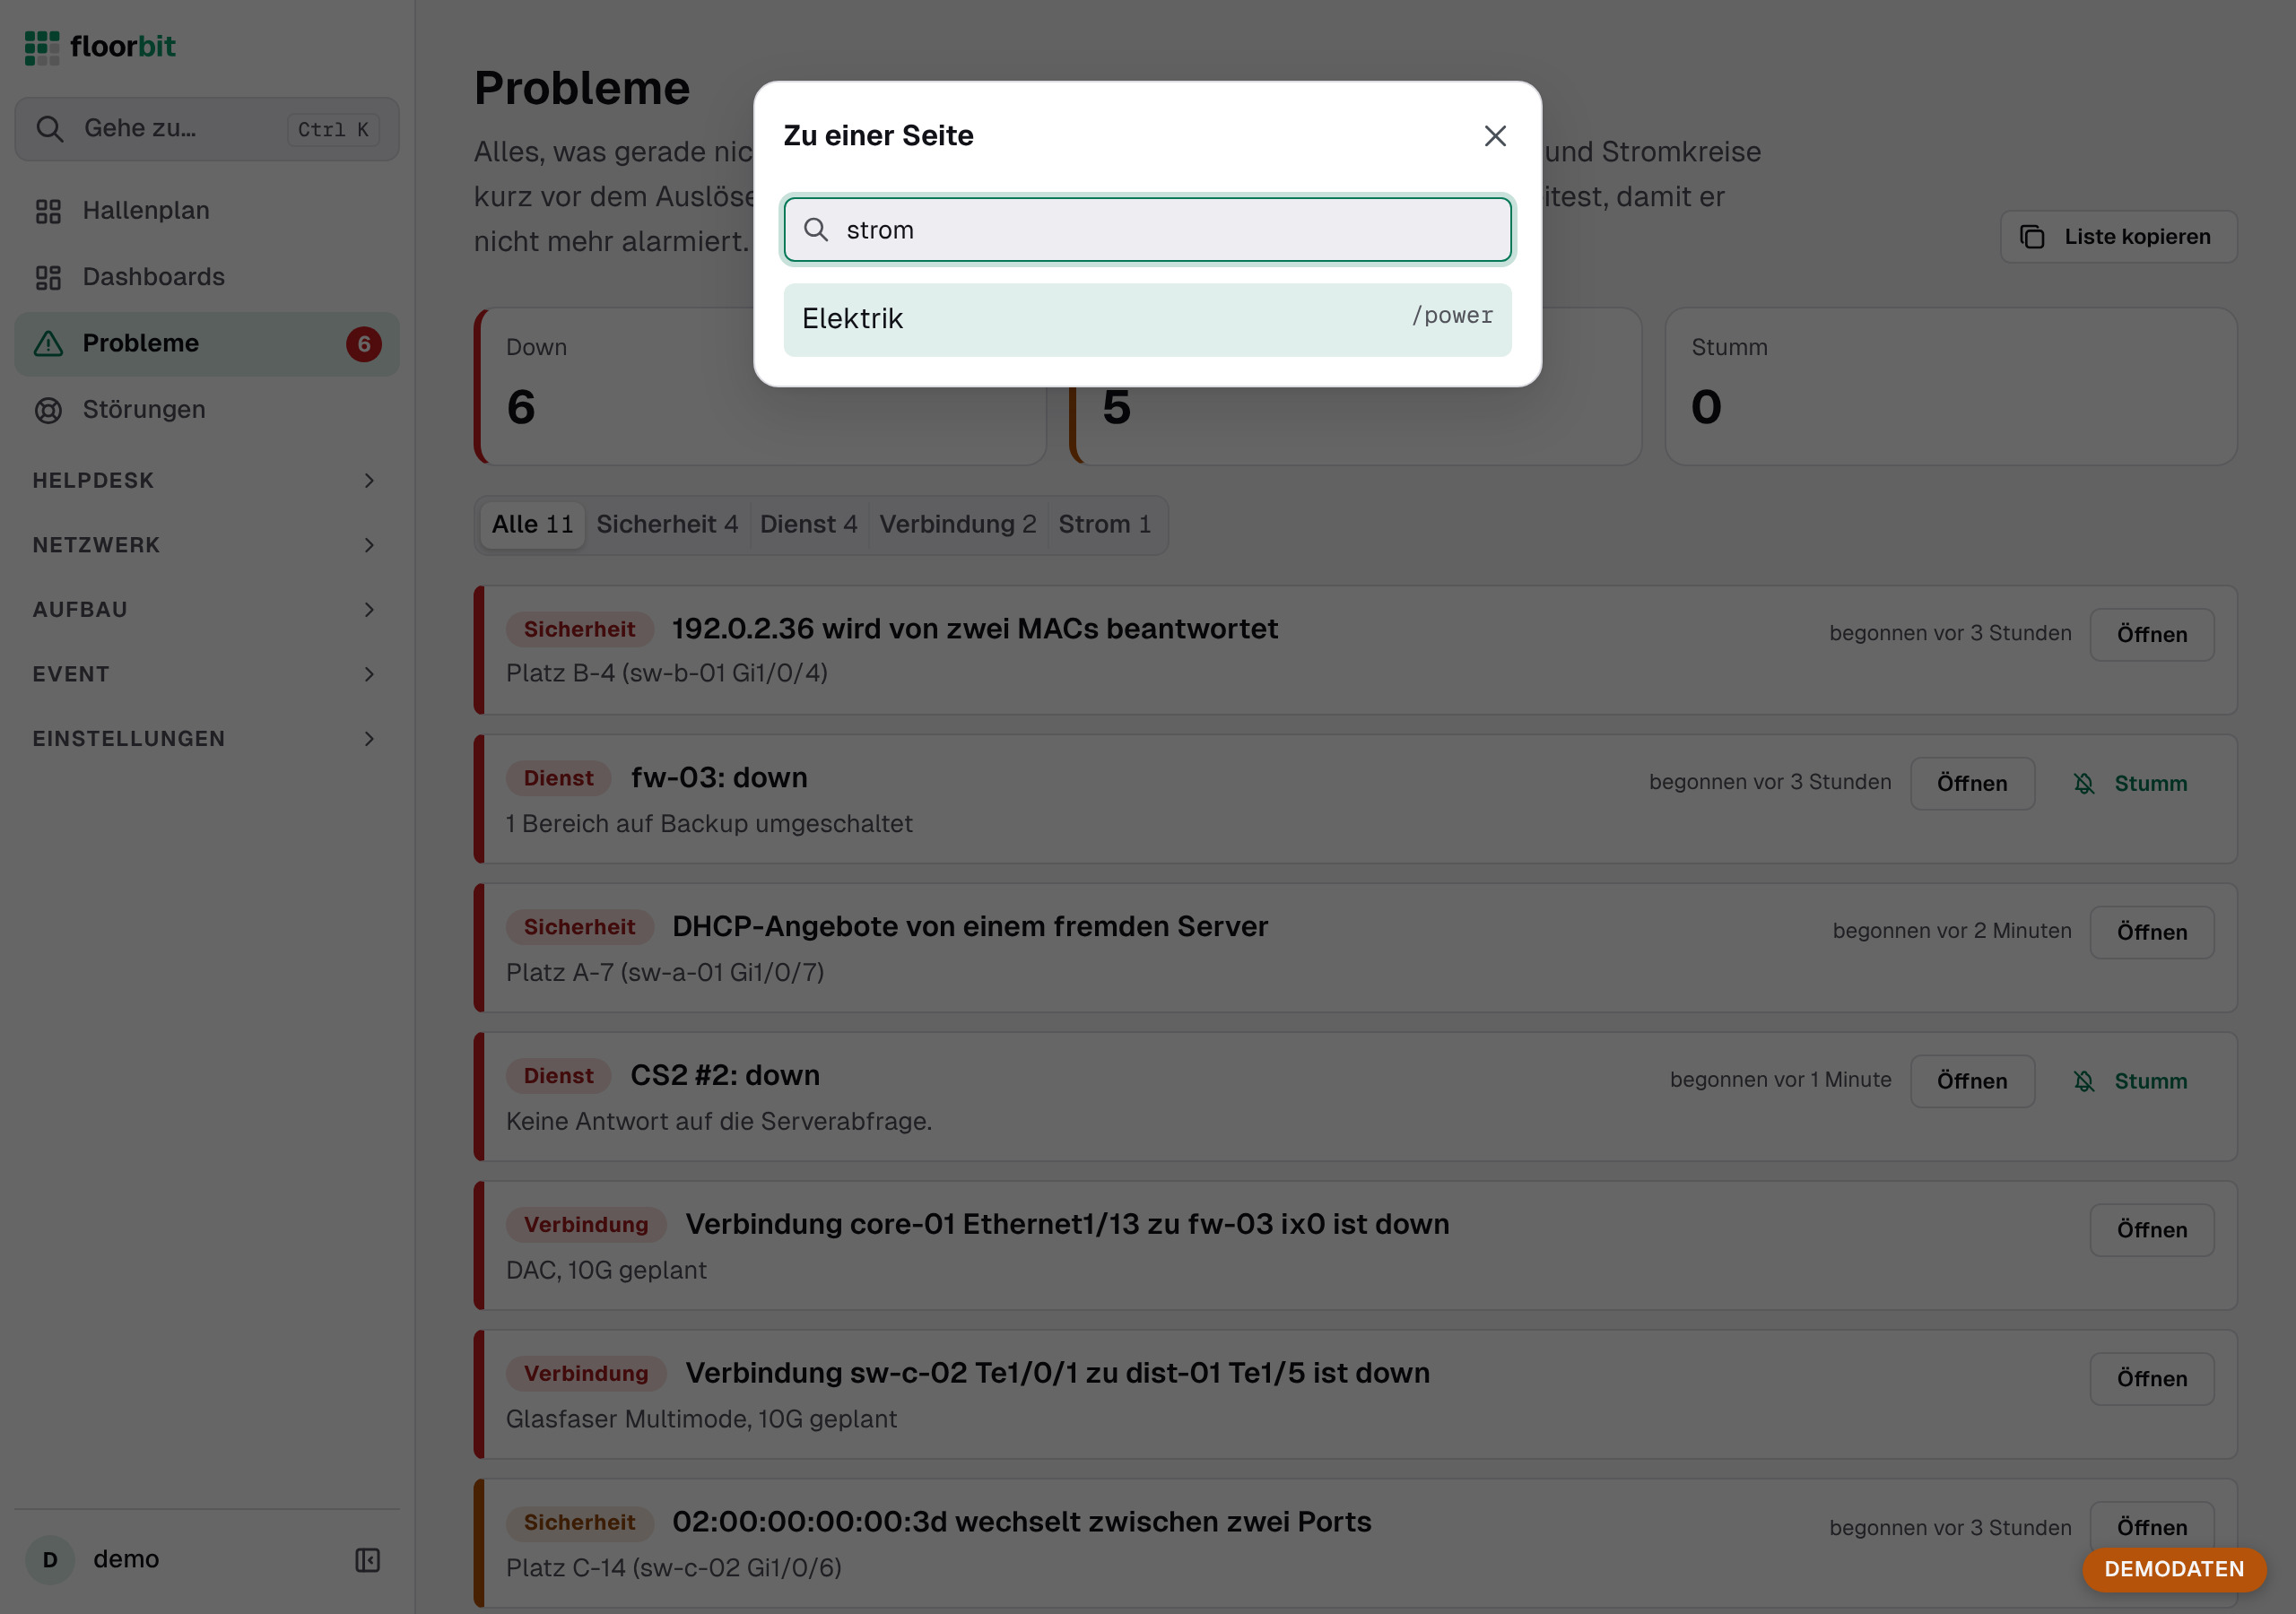 floorbit
Gehe zu... Ctrl K
Hallenplan
Dashboards
Probleme 6
Störungen
HELPDESK
NETZWERK
AUFBAU
EVENT
EINSTELLUNGEN
D demo
Probleme
Alles, was gerade nic
und Stromkreise
kurz vor dem Auslöse
itest, damit er
nicht mehr alarmiert.
Liste kopieren
Zu einer Seite
strom
Elektrik /power
Down
6
5
Stumm
0
Alle 11 Sicherheit 4 Dienst 4 Verbindung 2 Strom 1
Sicherheit 192.0.2.36 wird von zwei MACs beantwortet begonnen vor 3 Stunden Öffnen
Platz B-4 (sw-b-01 Gi1/0/4)
Dienst fw-03: down begonnen vor 3 Stunden Öffnen Stumm
1 Bereich auf Backup umgeschaltet
Sicherheit DHCP-Angebote von einem fremden Server begonnen vor 2 Minuten Öffnen
Platz A-7 (sw-a-01 Gi1/0/7)
Dienst CS2 #2: down begonnen vor 1 Minute Öffnen Stumm
Keine Antwort auf die Serverabfrage.
Verbindung Verbindung core-01 Ethernet1/13 zu fw-03 ix0 ist down Öffnen
DAC, 10G geplant
Verbindung Verbindung sw-c-02 Te1/0/1 zu dist-01 Te1/5 ist down Öffnen
Glasfaser Multimode, 10G geplant
Sicherheit 02:00:00:00:00:3d wechselt zwischen zwei Ports begonnen vor 3 Stunden Öffnen
Platz C-14 (sw-c-02 Gi1/0/6)
DEMODATEN